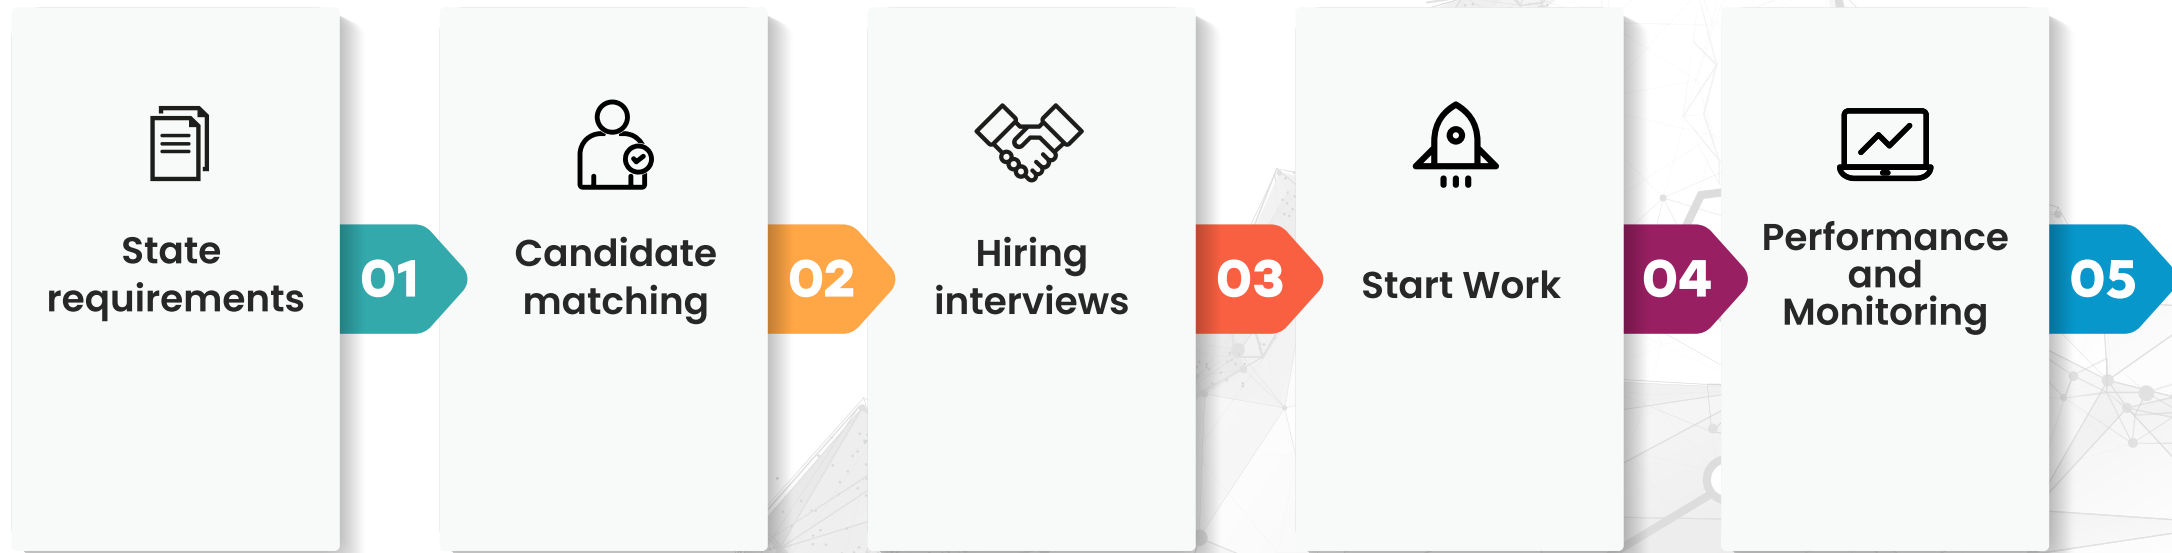 State
requirements
01
Candidate
matching
02
Hiring
interviews
03
Start Work
04
Performance
and
Monitoring
05